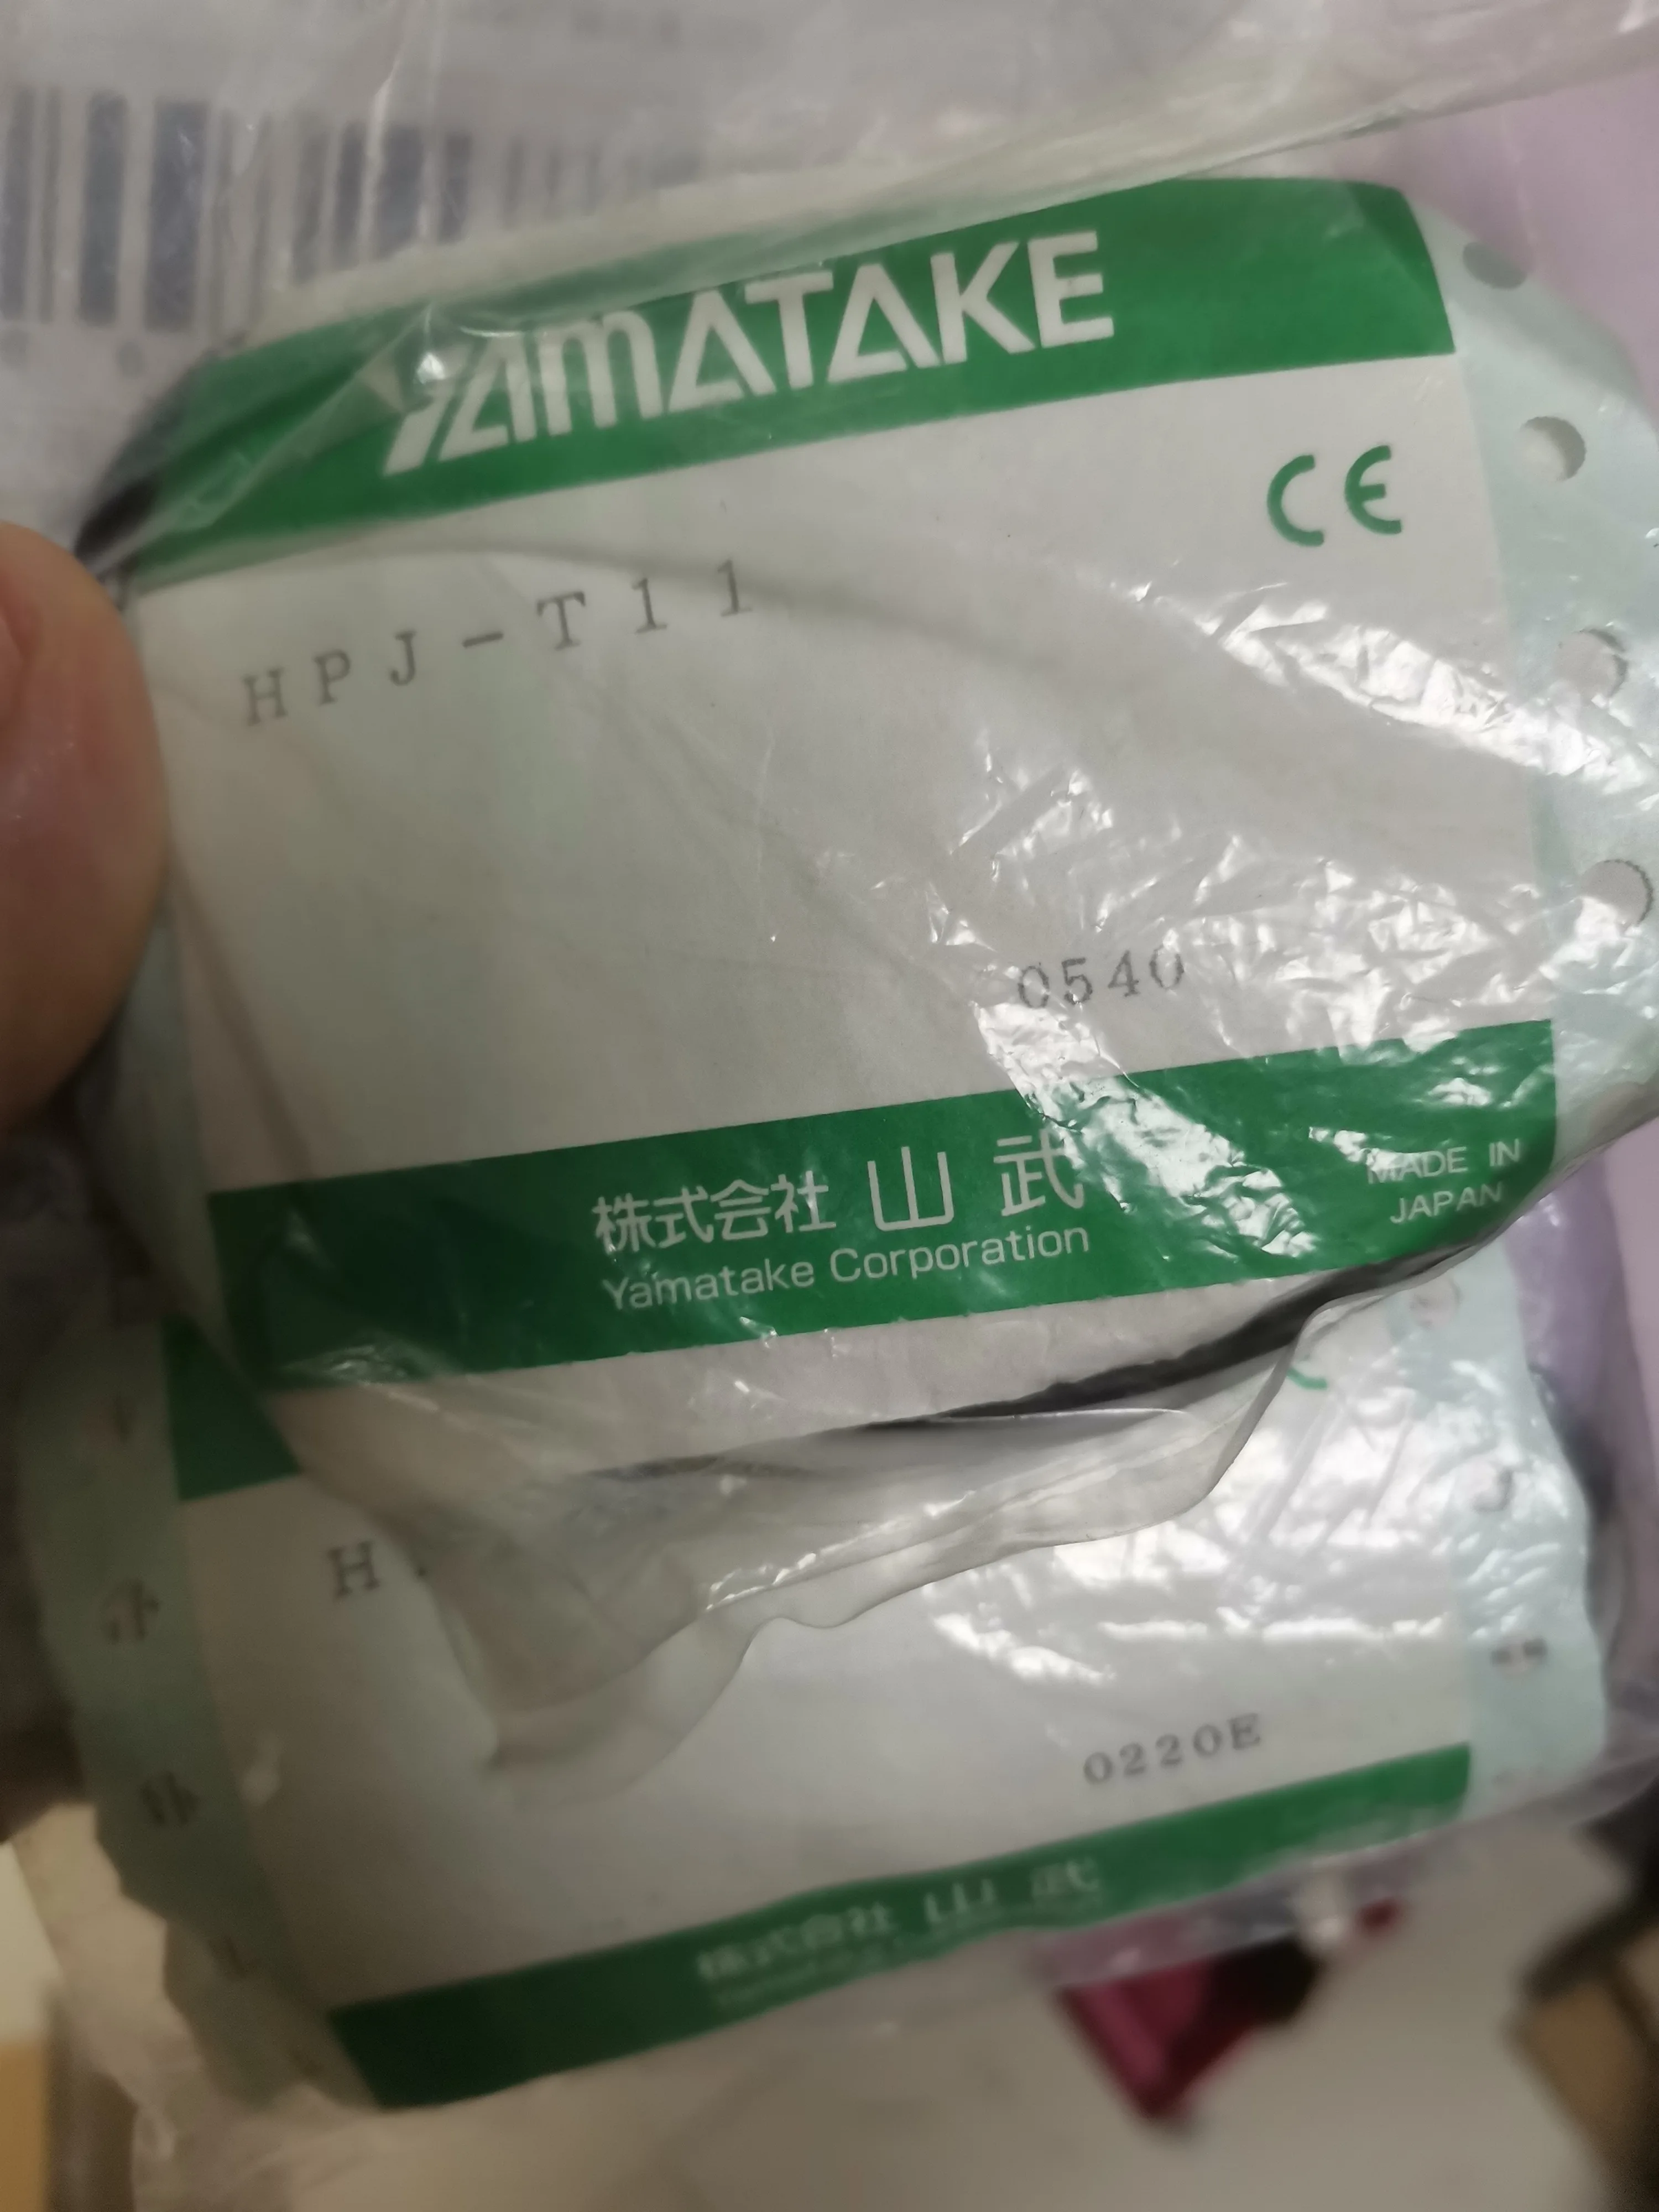 YAMATAKE
CE
HPJ-T11
0540
株式会社 山武
Yamatake Corporation
MADE IN
JAPAN
H
0220E
株式会社 山武